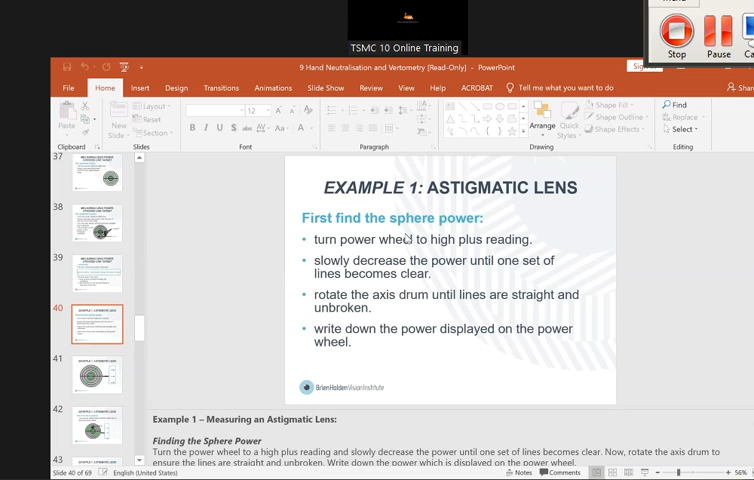 Menu
TSMC 10 Online Training
Stop
Pause
9 Hand Neutralisation and Vertometry [Read-Only] - PowerPoint
File Home Insert Design Transitions Animations Slide Show Review View Help ACROBAT Tell me what you want to do
Paste
New
Slide
Layout
Reset
Section
12
B I U S abc AV Aa A
Arrange
Quick
Styles
Shape Fill
Shape Outline
Shape Effects
Find
Replace
Select
Clipboard Slides Font Paragraph Drawing Editing
37
38
39
40
41
42
43
EXAMPLE 1: ASTIGMATIC LENS
First find the sphere power:
• turn power wheel to high plus reading.
• slowly decrease the power until one set of
lines becomes clear.
• rotate the axis drum until lines are straight and
unbroken.
• write down the power displayed on the power
wheel.
BrienHoldenVisionInstitute
Example 1 – Measuring an Astigmatic Lens:
Finding the Sphere Power
Turn the power wheel to a high plus reading and slowly decrease the power until one set of lines becomes clear. Now, rotate the axis drum to
ensure the lines are straight and unbroken. Write down the power which is displayed on the power wheel.
Slide 40 of 69 English (United States) Notes Comments 56%